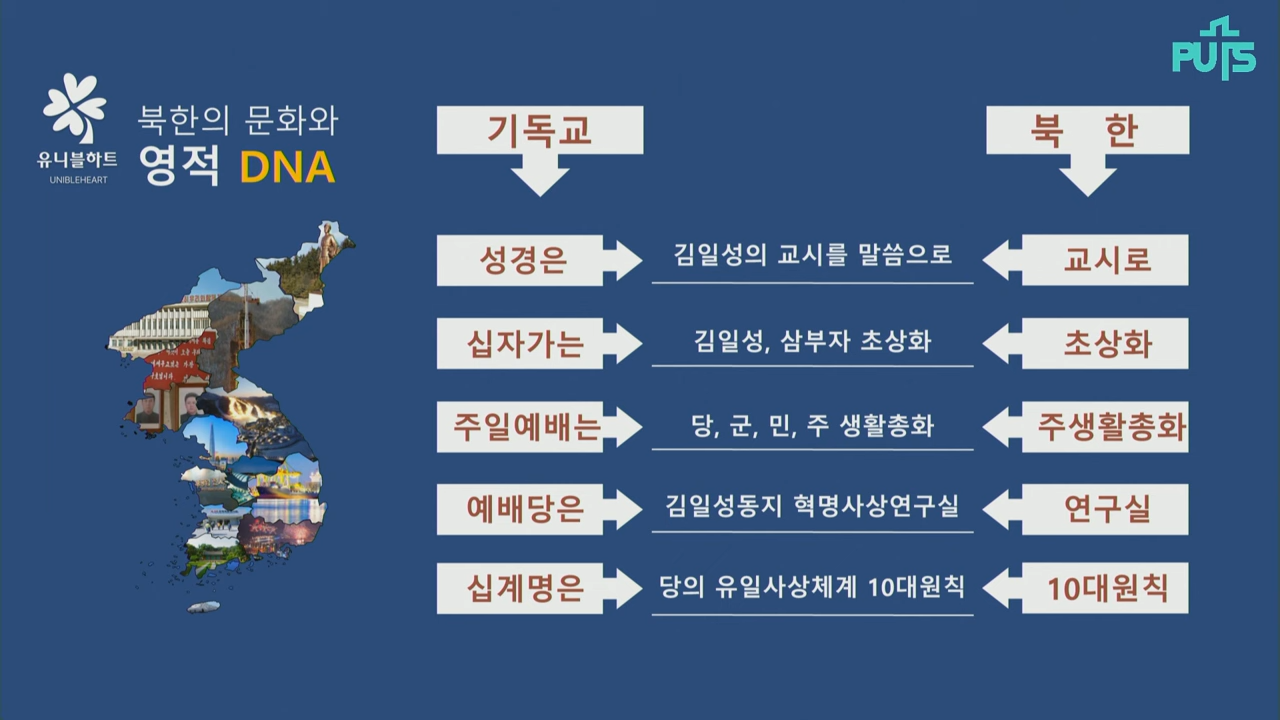 PUTS
유니블하트
UNIBLEHEART
북한의 문화와
영적 DNA
기독교
북 한
성경은
김일성의 교시를 말씀으로
교시로
십자가는
김일성, 삼부자 초상화
초상화
주일예배는
당, 군, 민, 주 생활총화
주생활총화
예배당은
김일성동지 혁명사상연구실
연구실
십계명은
당의 유일사상체계 10대원칙
10대원칙